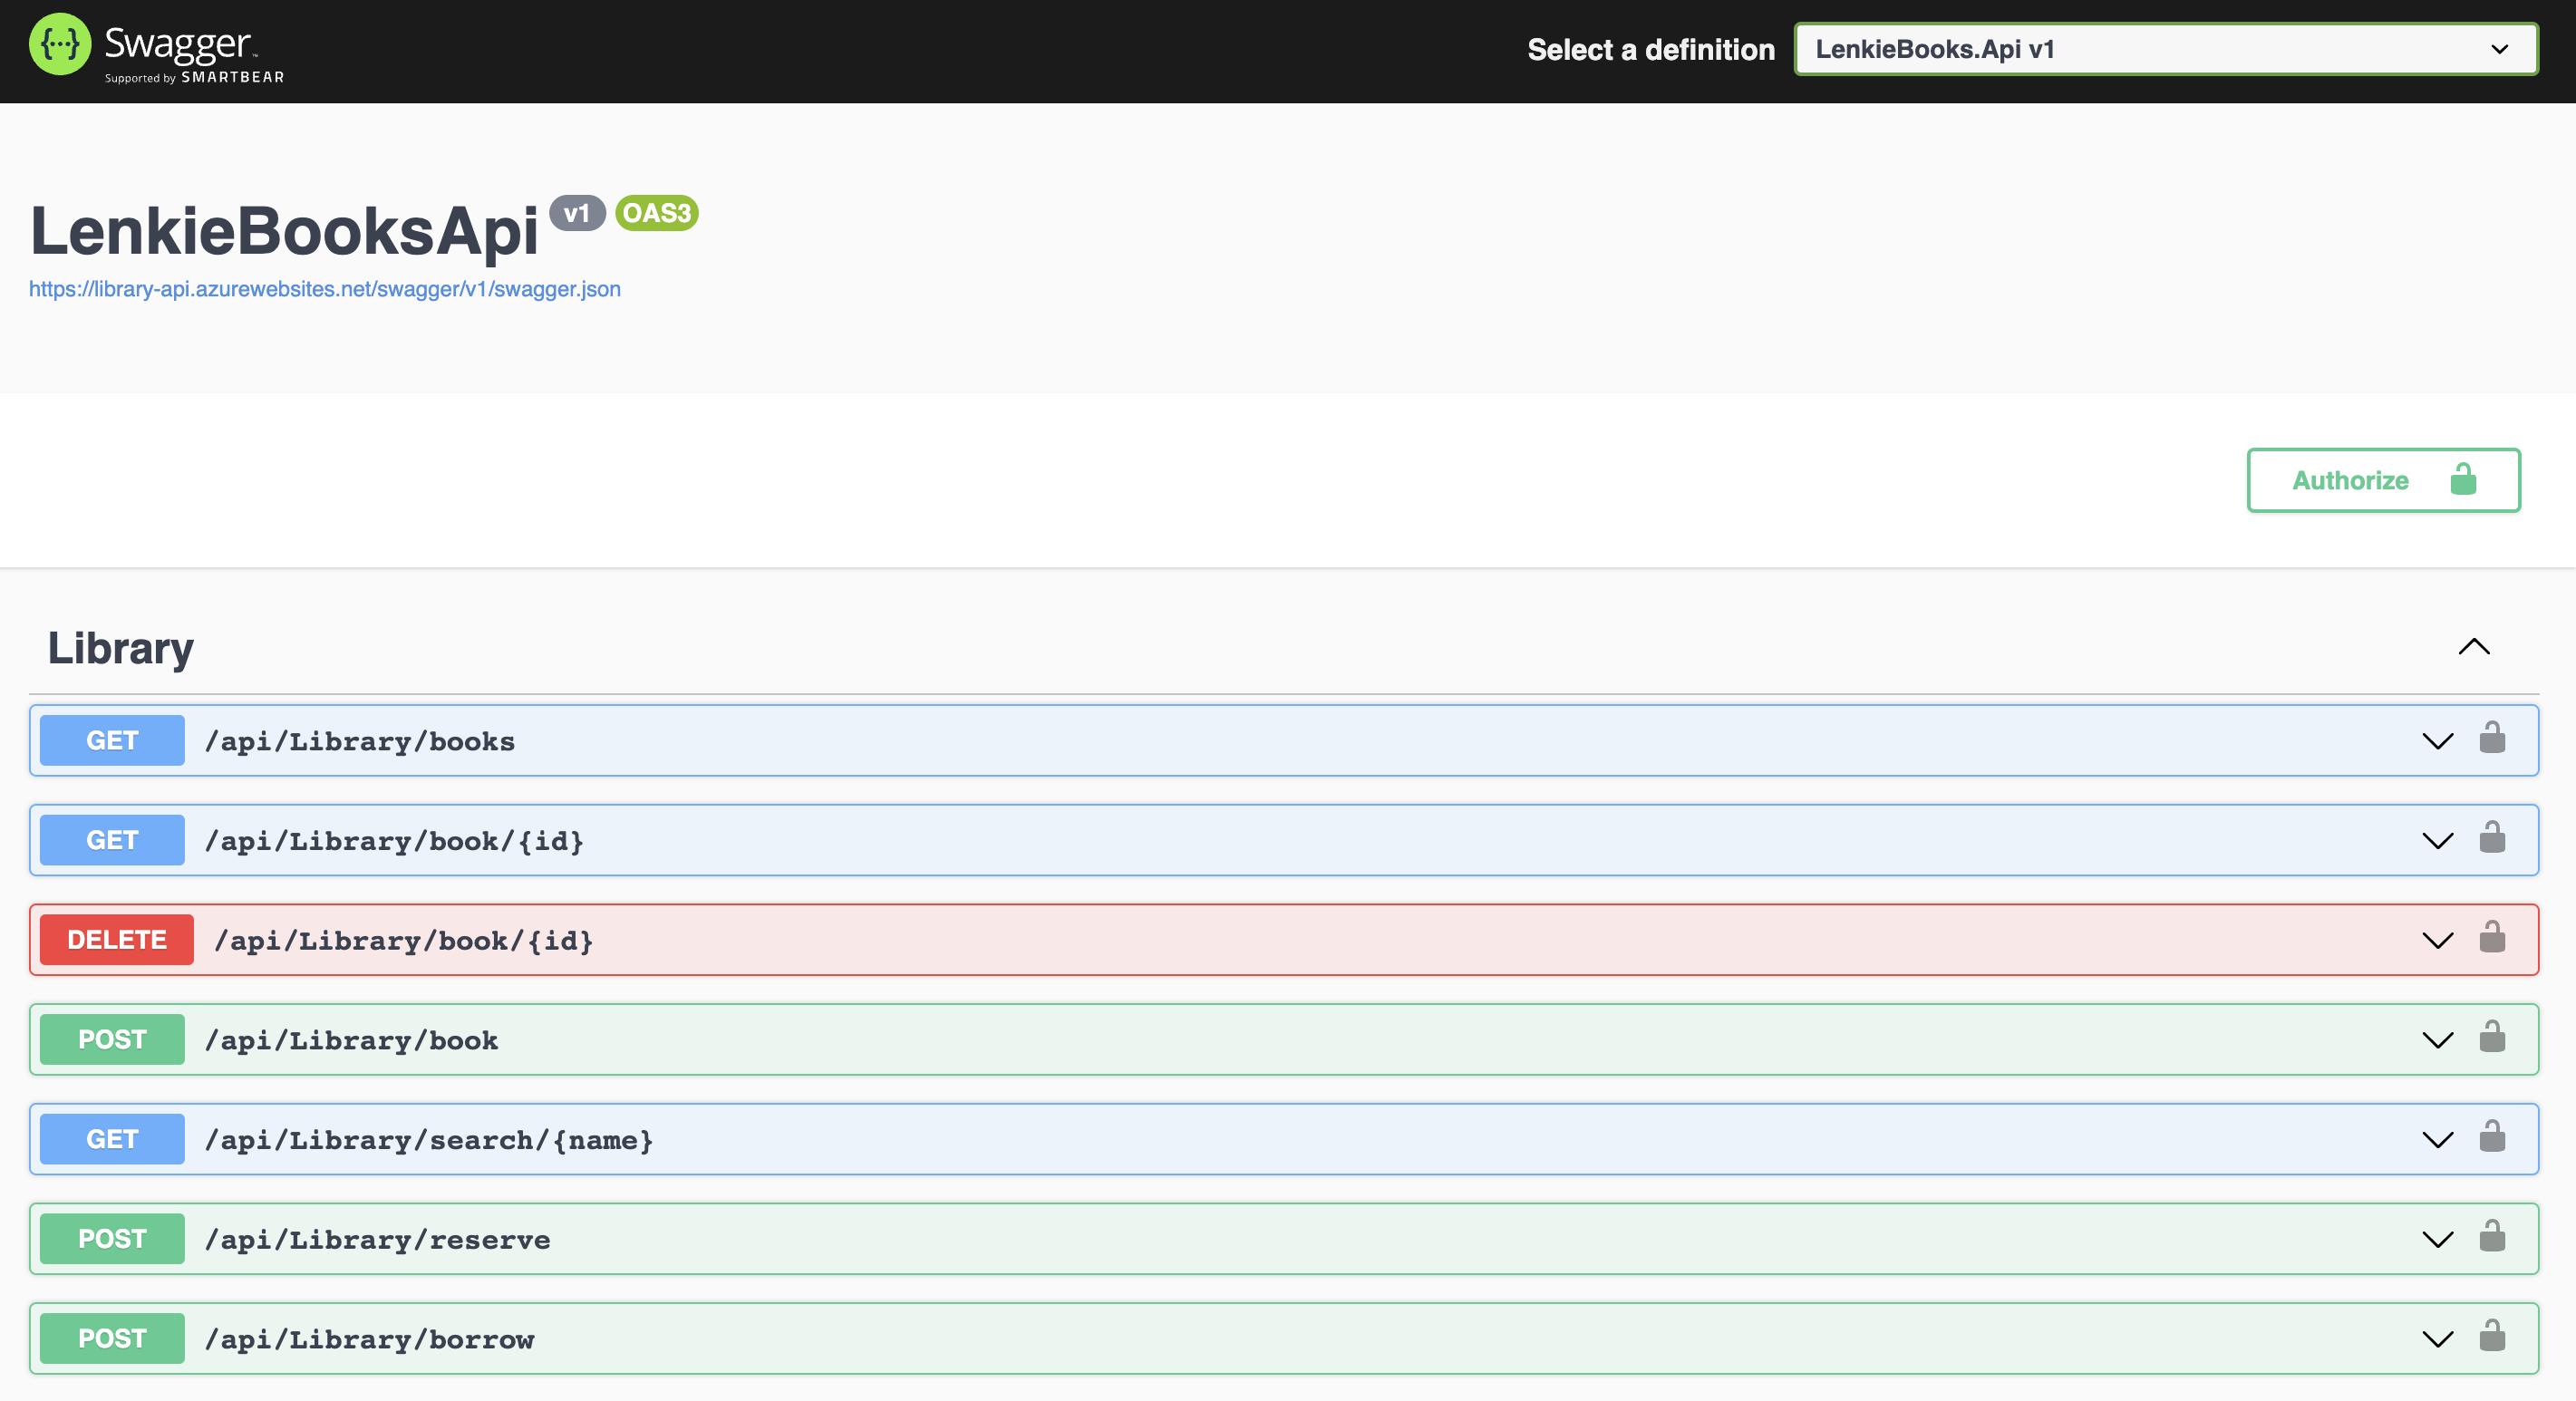 {···} Swagger™
Supported by SMARTBEAR
Select a definition
LenkieBooks.Api v1
LenkieBooksApi v1 OAS3
https://library-api.azurewebsites.net/swagger/v1/swagger.json
Authorize
Library
GET /api/Library/books
GET /api/Library/book/{id}
DELETE /api/Library/book/{id}
POST /api/Library/book
GET /api/Library/search/{name}
POST /api/Library/reserve
POST /api/Library/borrow